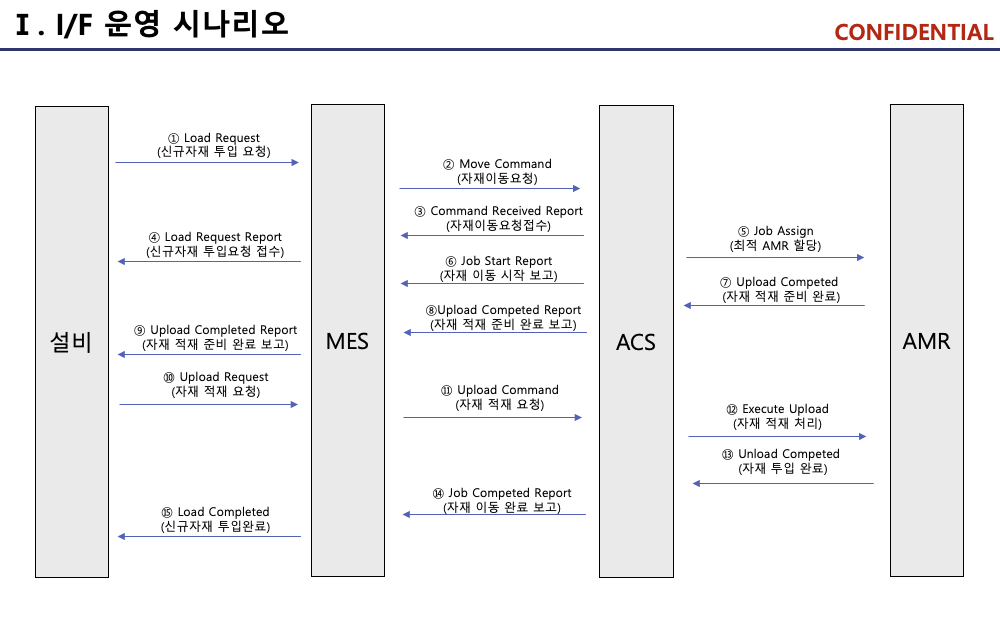 Ⅰ. I/F 운영 시나리오
CONFIDENTIAL
① Load Request
(신규자재 투입 요청)
② Move Command
(자재이동요청)
③ Command Received Report
(자재이동요청접수)
④ Load Request Report
(신규자재 투입요청 접수)
⑤ Job Assign
(최적 AMR 할당)
⑥ Job Start Report
(자재 이동 시작 보고)
⑦ Upload Competed
(자재 적재 준비 완료)
⑧Upload Competed Report
(자재 적재 준비 완료 보고)
⑨ Upload Completed Report
(자재 적재 준비 완료 보고)
설비
MES
ACS
AMR
⑩ Upload Request
(자재 적재 요청)
⑪ Upload Command
(자재 적재 요청)
⑫ Execute Upload
(자재 적재 처리)
⑬ Unload Competed
(자재 투입 완료)
⑭ Job Competed Report
(자재 이동 완료 보고)
⑮ Load Completed
(신규자재 투입완료)